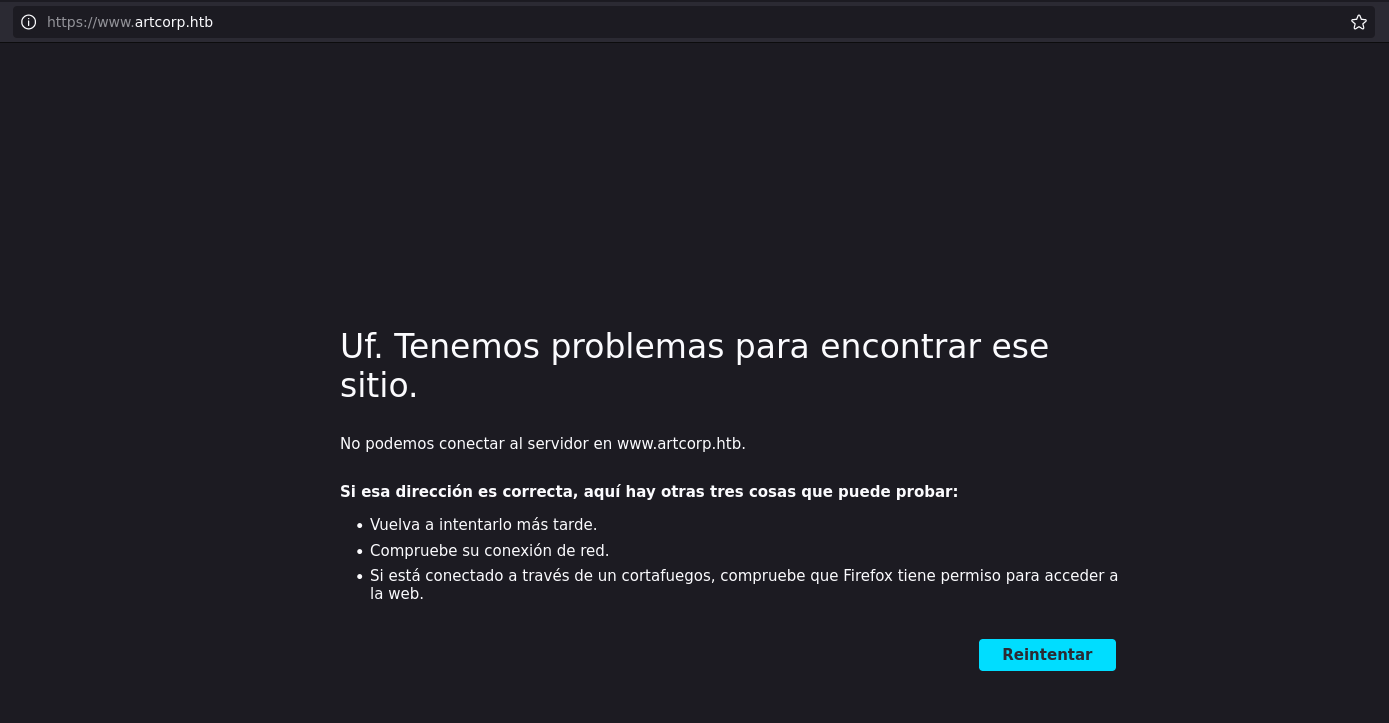 https://www.artcorp.htb
Uf. Tenemos problemas para encontrar ese
sitio.
No podemos conectar al servidor en www.artcorp.htb.
Si esa dirección es correcta, aquí hay otras tres cosas que puede probar:
• Vuelva a intentarlo más tarde.
• Compruebe su conexión de red.
• Si está conectado a través de un cortafuegos, compruebe que Firefox tiene permiso para acceder a
la web.
Reintentar